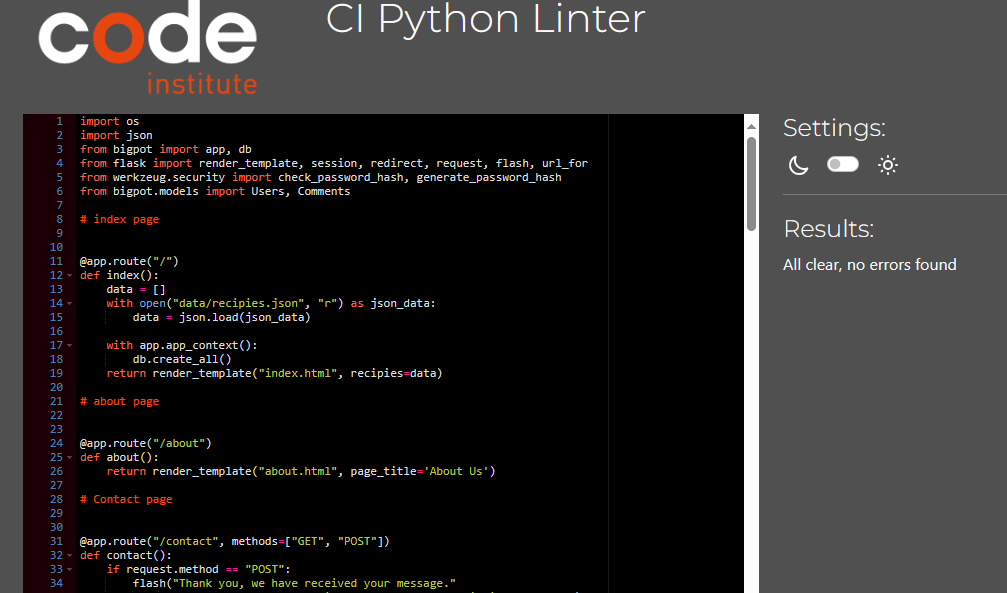 code
institute
CI Python Linter
1 import os
2 import json
3 from bigpot import app, db
4 from flask import render_template, session, redirect, request, flash, url_for
5 from werkzeug.security import check_password_hash, generate_password_hash
6 from bigpot.models import Users, Comments
7
8 # index page
9
10
11 @app.route("/")
12 def index():
13     data = []
14     with open("data/recipies.json", "r") as json_data:
15         data = json.load(json_data)
16
17     with app.app_context():
18         db.create_all()
19     return render_template("index.html", recipies=data)
20
21 # about page
22
23
24 @app.route("/about")
25 def about():
26     return render_template("about.html", page_title='About Us')
27
28 # Contact page
29
30
31 @app.route("/contact", methods=["GET", "POST"])
32 def contact():
33     if request.method == "POST":
34         flash("Thank you, we have received your message."
Settings:
Results:
All clear, no errors found